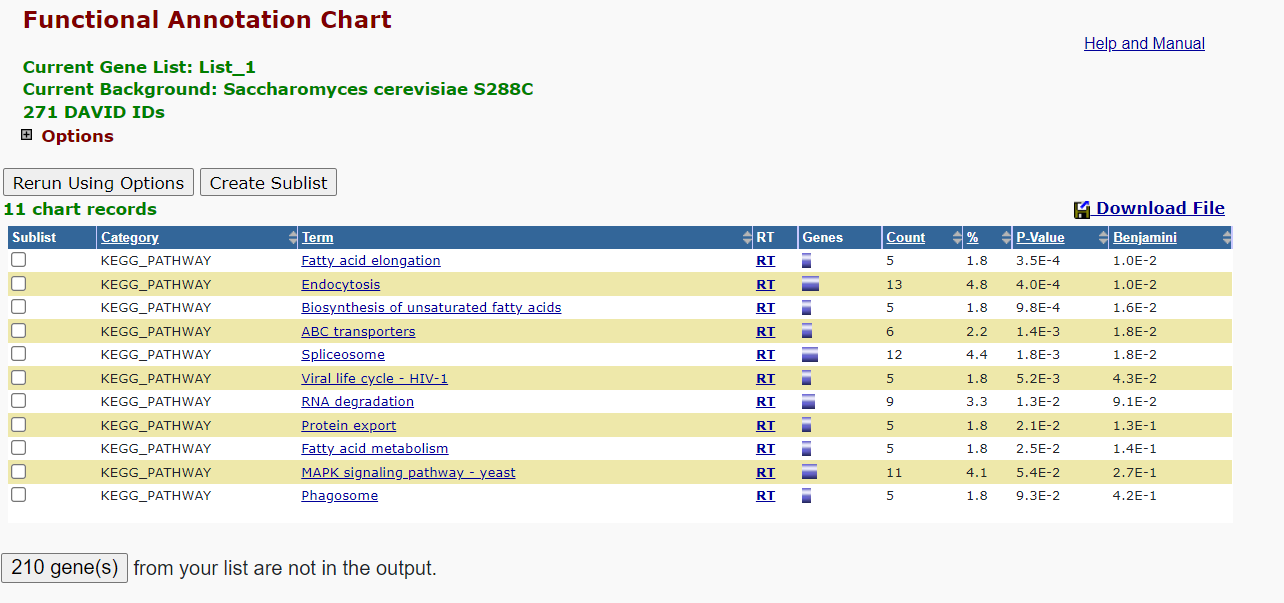 Functional Annotation Chart
Help and Manual
Current Gene List: List_1
Current Background: Saccharomyces cerevisiae S288C
271 DAVID IDs
Options
Rerun Using Options Create Sublist
11 chart records Download File
Sublist Category Term RT Genes Count % P-Value Benjamini
KEGG_PATHWAY Fatty acid elongation RT 5 1.8 3.5E-4 1.0E-2
KEGG_PATHWAY Endocytosis RT 13 4.8 4.0E-4 1.0E-2
KEGG_PATHWAY Biosynthesis of unsaturated fatty acids RT 5 1.8 9.8E-4 1.6E-2
KEGG_PATHWAY ABC transporters RT 6 2.2 1.4E-3 1.8E-2
KEGG_PATHWAY Spliceosome RT 12 4.4 1.8E-3 1.8E-2
KEGG_PATHWAY Viral life cycle - HIV-1 RT 5 1.8 5.2E-3 4.3E-2
KEGG_PATHWAY RNA degradation RT 9 3.3 1.3E-2 9.1E-2
KEGG_PATHWAY Protein export RT 5 1.8 2.1E-2 1.3E-1
KEGG_PATHWAY Fatty acid metabolism RT 5 1.8 2.5E-2 1.4E-1
KEGG_PATHWAY MAPK signaling pathway - yeast RT 11 4.1 5.4E-2 2.7E-1
KEGG_PATHWAY Phagosome RT 5 1.8 9.3E-2 4.2E-1
210 gene(s) from your list are not in the output.